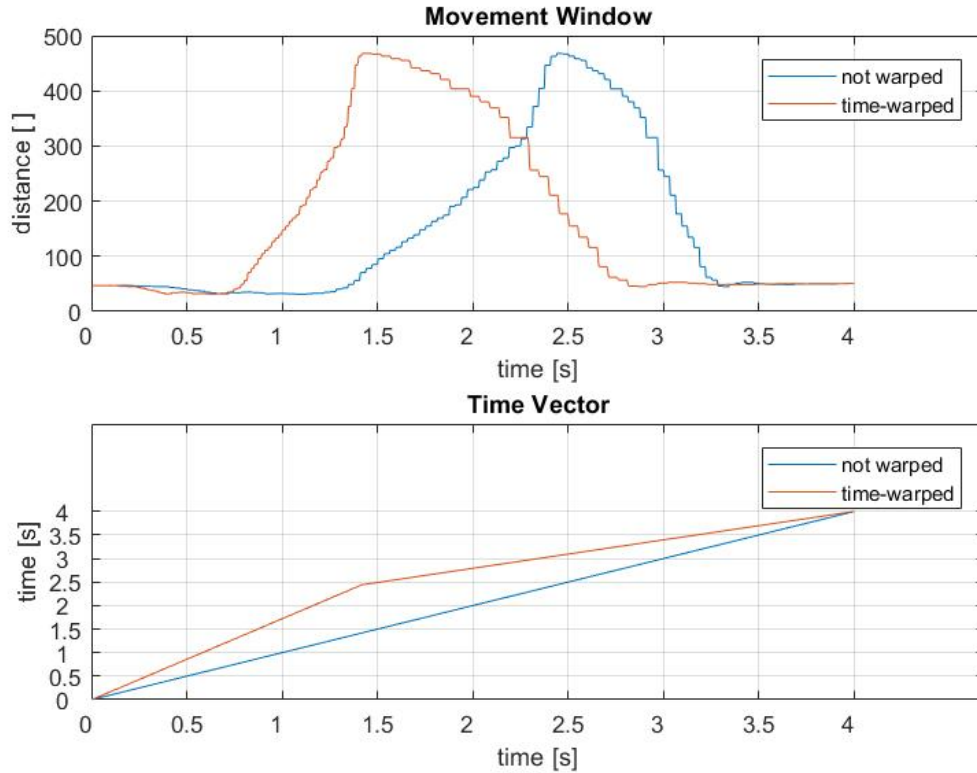 Movement Window
500
400
300
200
100
0
distance [ ]
not warped
time-warped
0 0.5 1 1.5 2 2.5 3 3.5 4
time [s]
Time Vector
4
3.5
3
2.5
2
1.5
1
0.5
0
time [s]
not warped
time-warped
0 0.5 1 1.5 2 2.5 3 3.5 4
time [s]